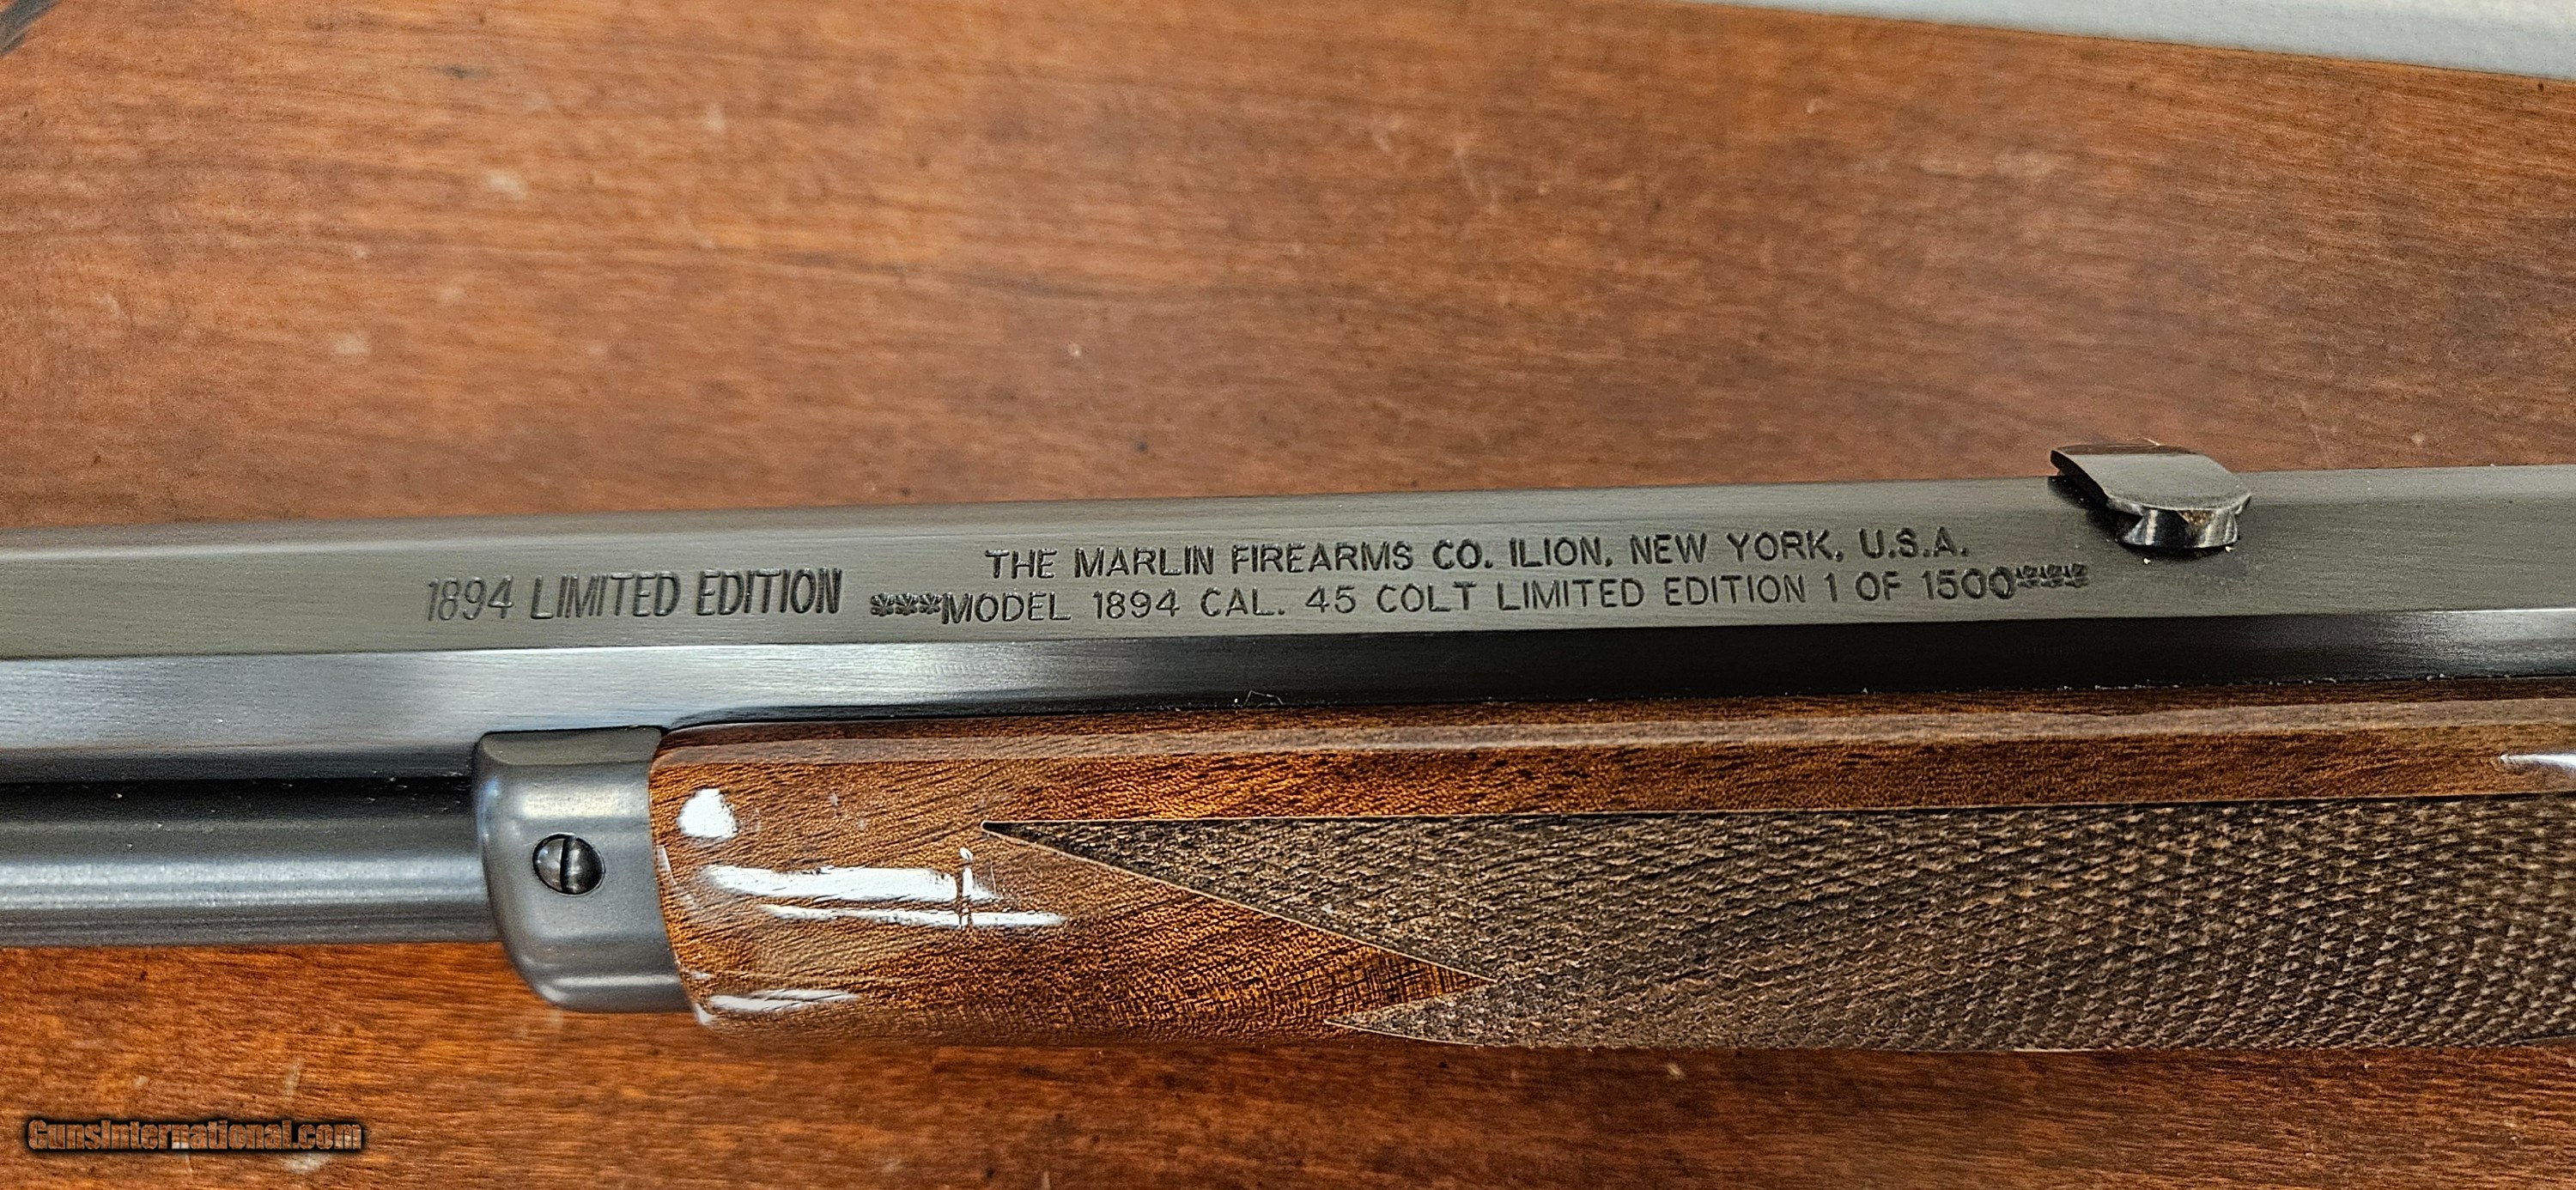 1894 LIMITED EDITION
THE MARLIN FIREARMS CO. ILION, NEW YORK, U.S.A.
***MODEL 1894 CAL. 45 COLT LIMITED EDITION 1 OF 1500***
GunsInternational.com